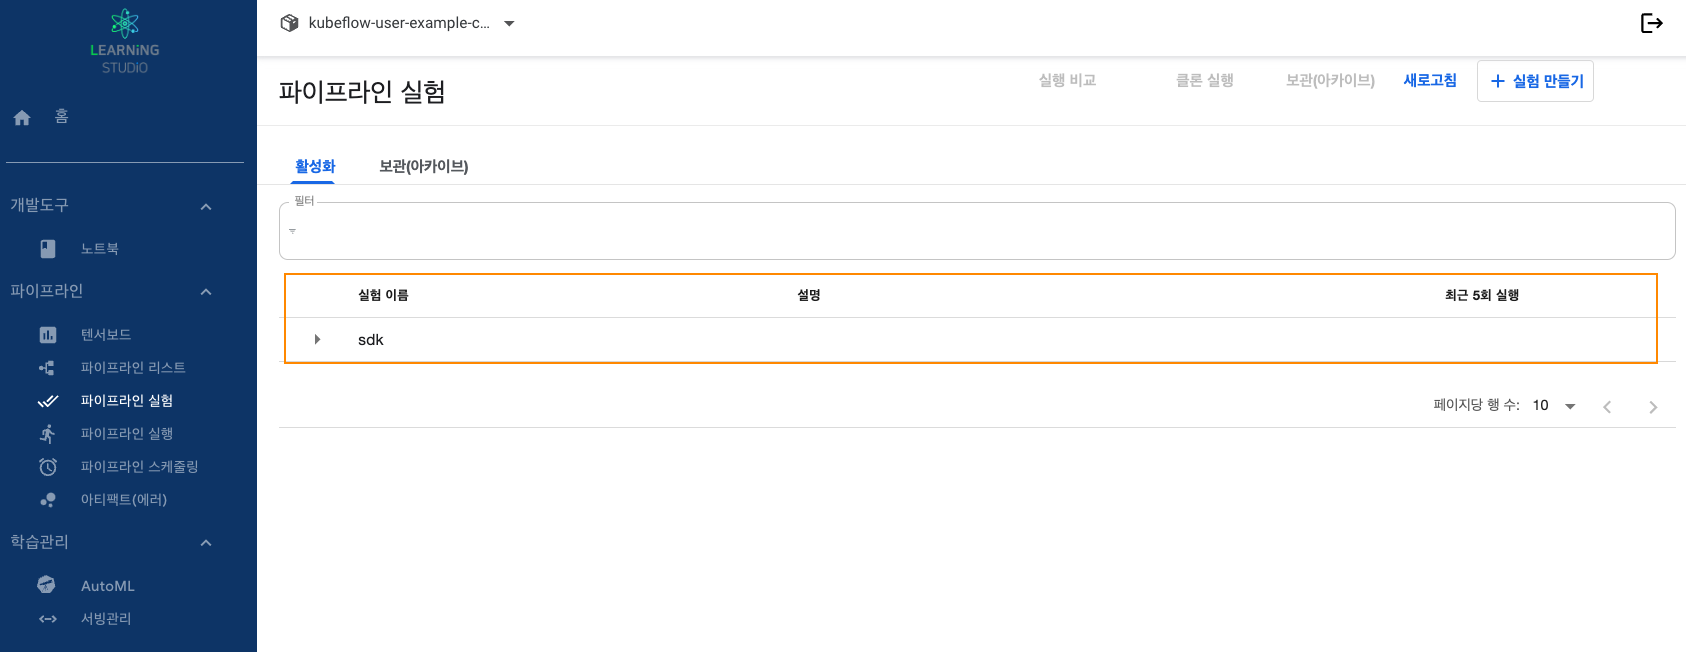 LEARNiNG
STUDiO
홈
개발도구
노트북
파이프라인
텐서보드
파이프라인 리스트
파이프라인 실험
파이프라인 실행
파이프라인 스케줄링
아티팩트(에러)
학습관리
AutoML
서빙관리
kubeflow-user-example-c...
파이프라인 실험
실행 비교 클론 실행 보관(아카이브) 새로고침 + 실험 만들기
활성화 보관(아카이브)
필터
실험 이름 설명 최근 5회 실행
sdk
페이지당 행 수: 10